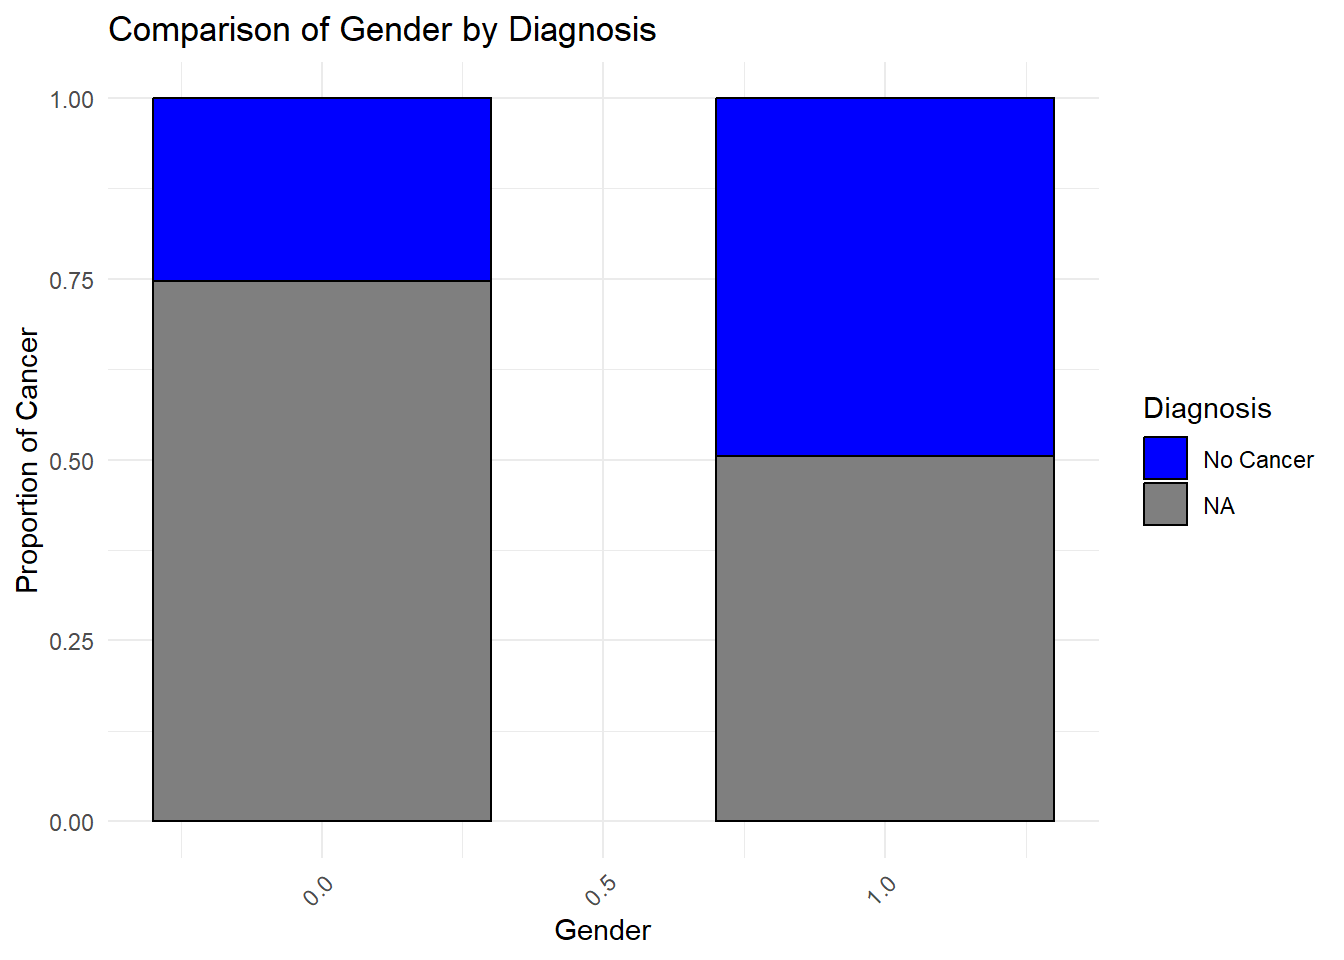 Comparison of Gender by Diagnosis
Proportion of Cancer
1.00
0.75
0.50
0.25
0.00
0.0
0.5
1.0
Gender
Diagnosis
No Cancer
NA